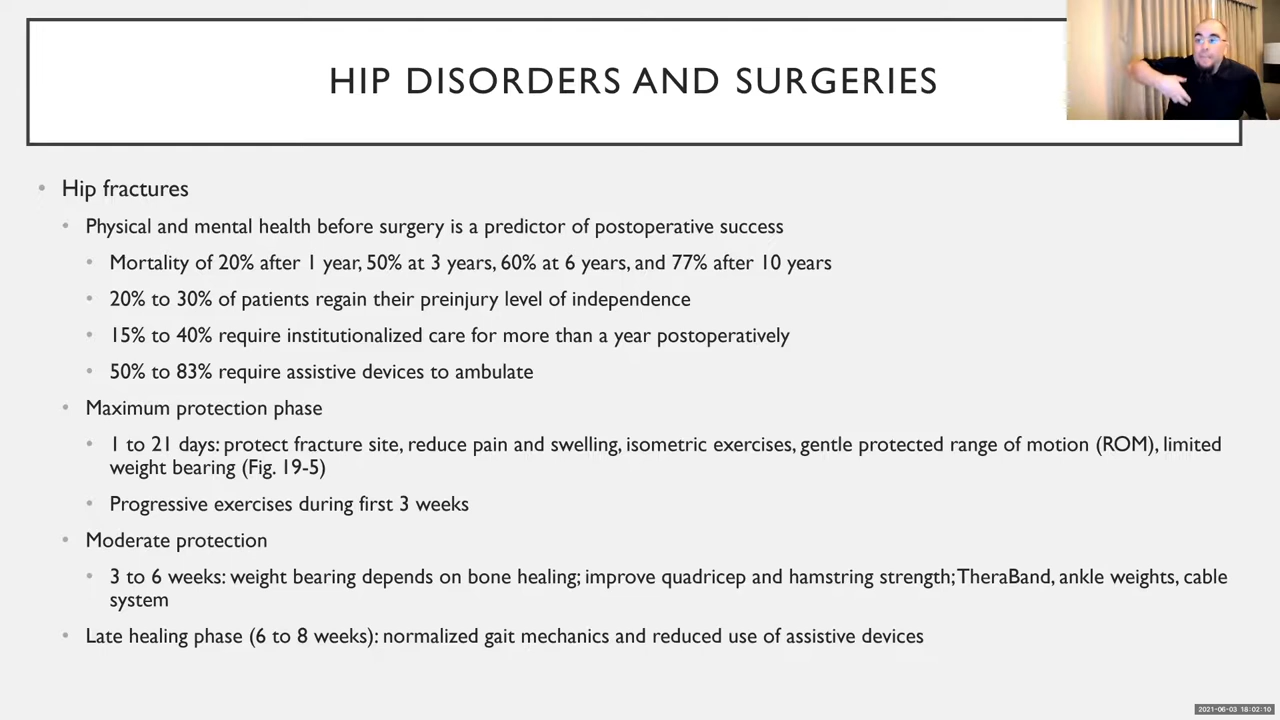 HIP DISORDERS AND SURGERIES
• Hip fractures
• Physical and mental health before surgery is a predictor of postoperative success
• Mortality of 20% after 1 year, 50% at 3 years, 60% at 6 years, and 77% after 10 years
• 20% to 30% of patients regain their preinjury level of independence
• 15% to 40% require institutionalized care for more than a year postoperatively
• 50% to 83% require assistive devices to ambulate
• Maximum protection phase
• 1 to 21 days: protect fracture site, reduce pain and swelling, isometric exercises, gentle protected range of motion (ROM), limited
weight bearing (Fig. 19-5)
• Progressive exercises during first 3 weeks
• Moderate protection
• 3 to 6 weeks: weight bearing depends on bone healing; improve quadricep and hamstring strength; TheraBand, ankle weights, cable
system
• Late healing phase (6 to 8 weeks): normalized gait mechanics and reduced use of assistive devices
2021-06-03 18:02:10